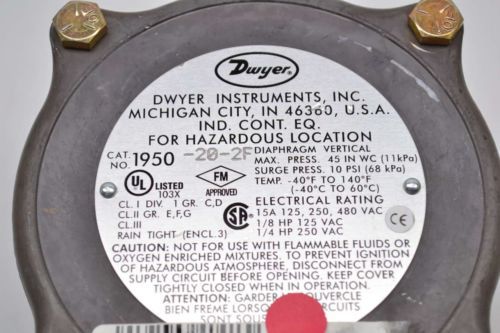 Dwyer®
DWYER INSTRUMENTS, INC.
MICHIGAN CITY, IN 46360, U.S.A.
IND. CONT. EQ.
FOR HAZARDOUS LOCATION
CAT. NO 1950 -20-2F
DIAPHRAGM VERTICAL
MAX. PRESS. 45 IN WC (11kPa)
SURGE PRESS. 10 PSI (68 kPa)
TEMP. -40°F TO 140°F
(-40°C TO 60°C)
UL LISTED
103X
FM
APPROVED
CL. I DIV. 1 GR. C,D
CL.II GR. E,F,G
CL.III
RAIN TIGHT (ENCL.3)
SA
ELECTRICAL RATING
15A 125, 250, 480 VAC
1/8 HP 125 VAC
1/4 HP 250 VAC
CE
CAUTION: NOT FOR USE WITH FLAMMABLE FLUIDS OR
OXYGEN ENRICHED MIXTURES. TO PREVENT IGNITION
OF HAZARDOUS ATMOSPHERE, DISCONNECT FROM
SUPPLY CIRCUIT BEFORE OPENING. KEEP COVER
TIGHTLY CLOSED WHEN IN OPERATION.
ATTENTION: GARDER COUVERCLE
BIEN FREME CIRCUITS
SONT